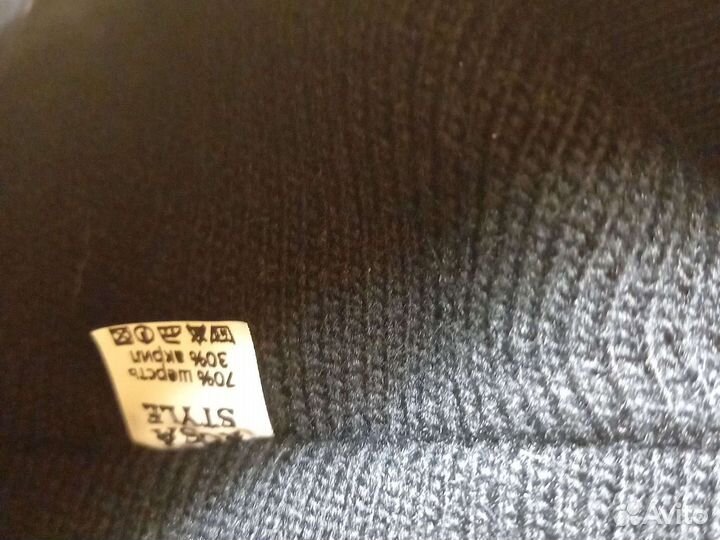 STYLE
70% шерсть
30% акрил
Avito